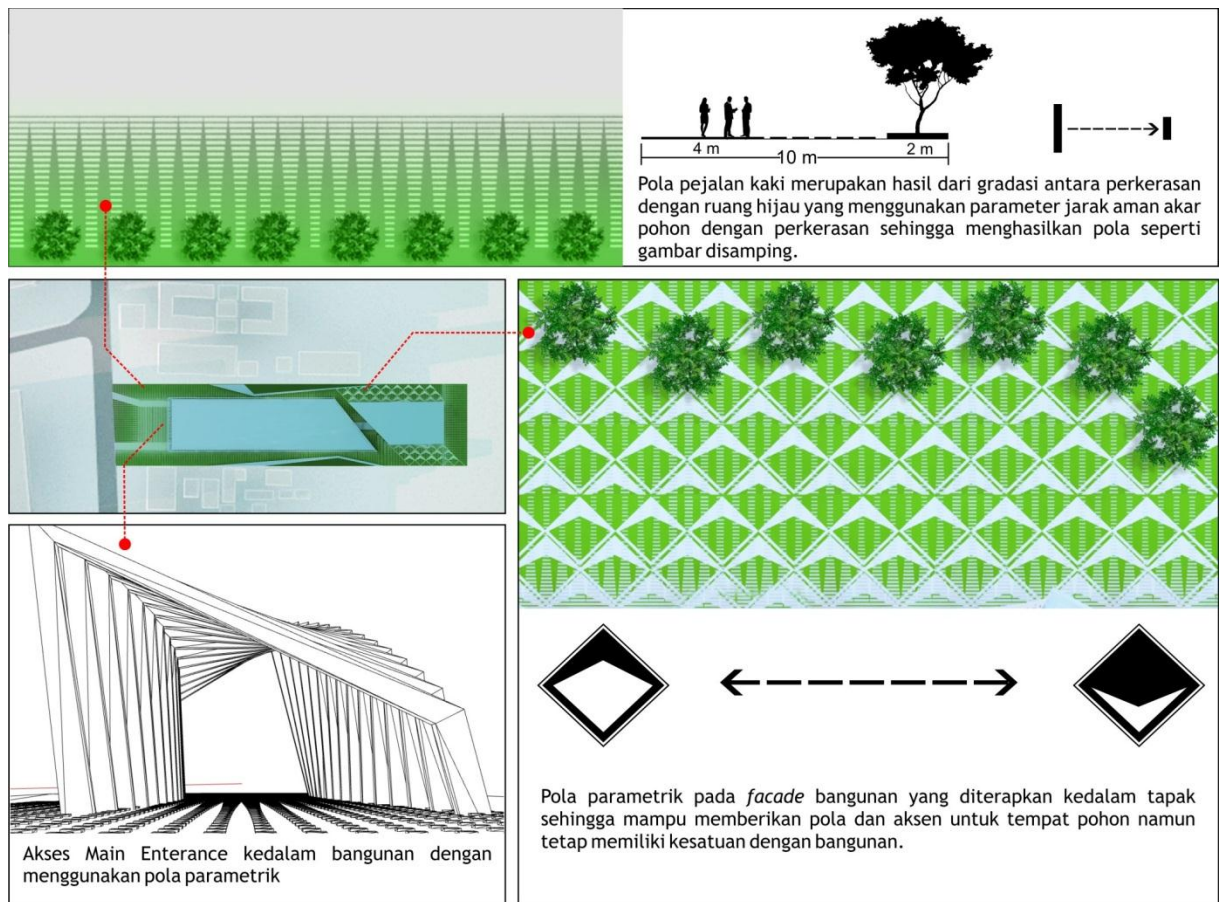 4 m
10 m
2 m
Pola pejalan kaki merupakan hasil dari gradasi antara perkerasan
dengan ruang hijau yang menggunakan parameter jarak aman akar
pohon dengan perkerasan sehingga menghasilkan pola seperti
gambar disamping.
Akses Main Enterance kedalam bangunan dengan
menggunakan pola parametrik
Pola parametrik pada facade bangunan yang diterapkan kedalam tapak
sehingga mampu memberikan pola dan aksen untuk tempat pohon namun
tetap memiliki kesatuan dengan bangunan.